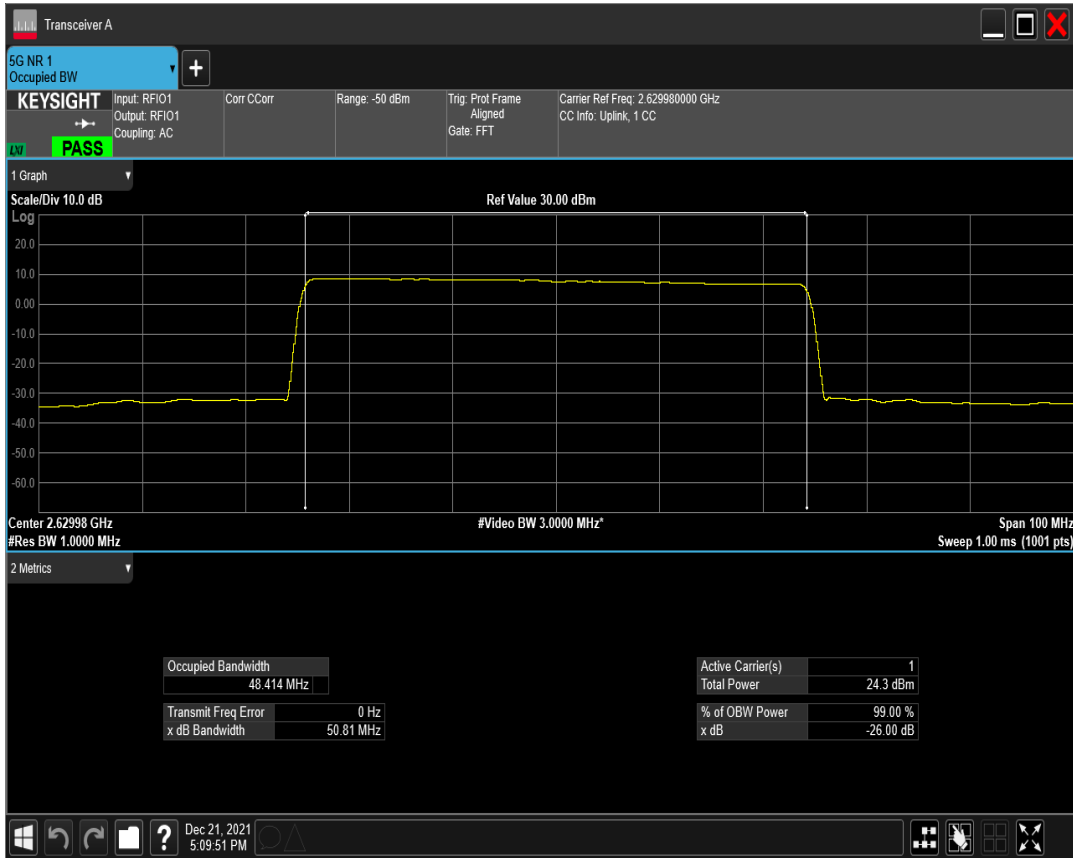 Transceiver A
5G NR 1
Occupied BW
+
KEYSIGHT
LXI
PASS
Input: RFIO1
Output: RFIO1
Coupling: AC
Corr CCorr
Range: -50 dBm
Trig: Prot Frame
Aligned
Gate: FFT
Carrier Ref Freq: 2.629980000 GHz
CC Info: Uplink, 1 CC
1 Graph
Scale/Div 10.0 dB
Ref Value 30.00 dBm
Log
20.0
10.0
0.00
-10.0
-20.0
-30.0
-40.0
-50.0
-60.0
Center 2.62998 GHz
#Video BW 3.0000 MHz*
Span 100 MHz
#Res BW 1.0000 MHz
Sweep 1.00 ms (1001 pts)
2 Metrics
Occupied Bandwidth
48.414 MHz
Transmit Freq Error 0 Hz
x dB Bandwidth 50.81 MHz
Active Carrier(s) 1
Total Power 24.3 dBm
% of OBW Power 99.00 %
x dB -26.00 dB
?
Dec 21, 2021
5:09:51 PM